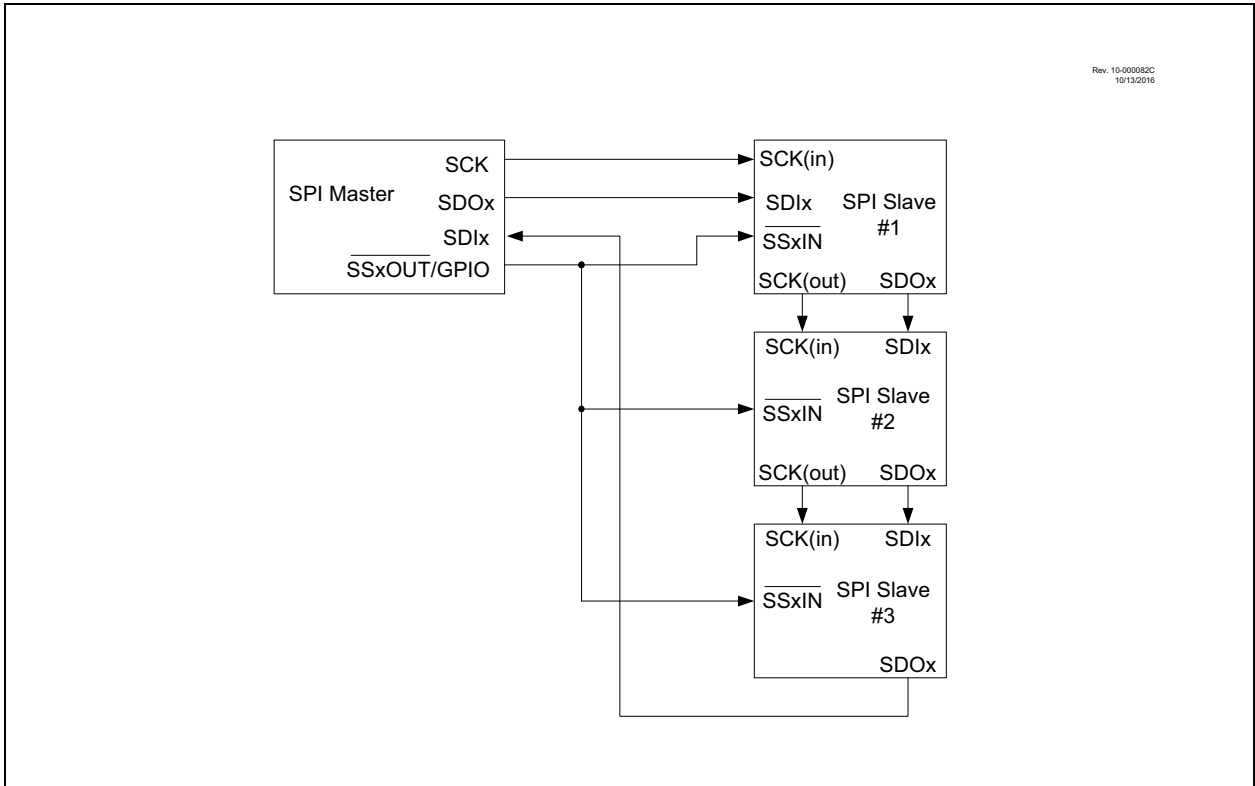 Rev. 10-000082C
10/13/2016
SPI Master
SCK
SDOx
SDIx
SSxOUT/GPIO
SCK(in)
SDIx
SSxIN
SPI Slave
#1
SCK(out) SDOx
SCK(in) SDIx
SSxIN
SPI Slave
#2
SCK(out) SDOx
SCK(in) SDIx
SSxIN
SPI Slave
#3
SDOx